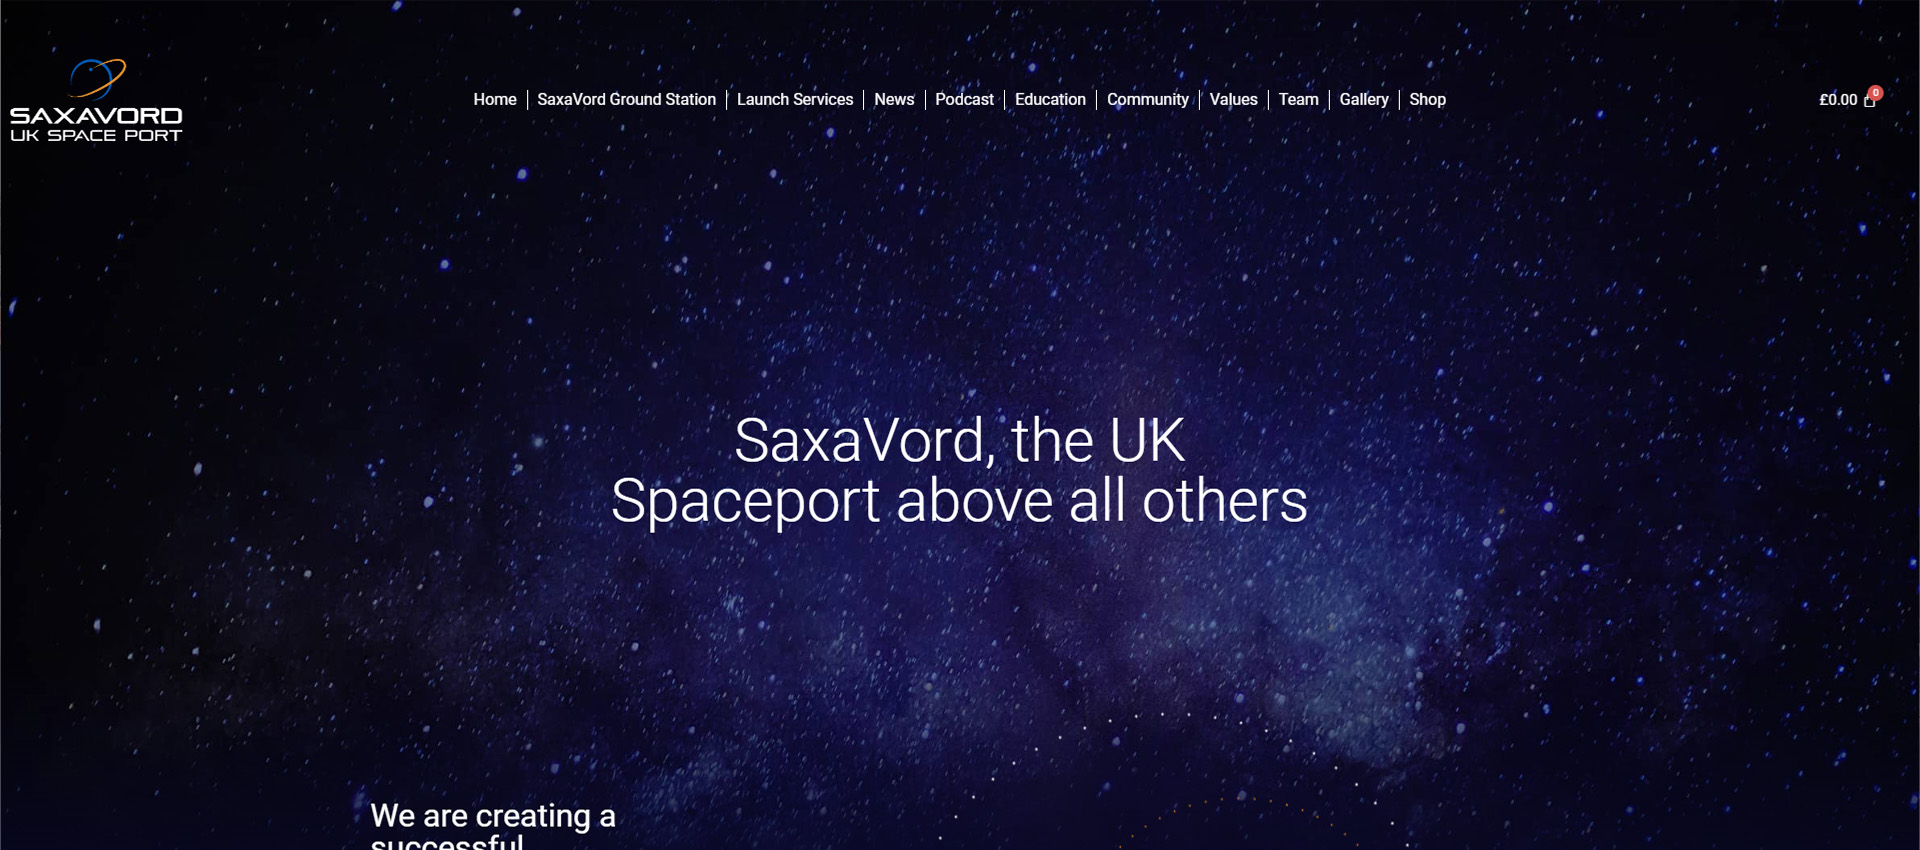 SAXAVORD
UK SPACE PORT
Home
SaxaVord Ground Station
Launch Services
News
Podcast
Education
Community
Values
Team
Gallery
Shop
£0.00
0
SaxaVord, the UK
Spaceport above all others
We are creating a
successful